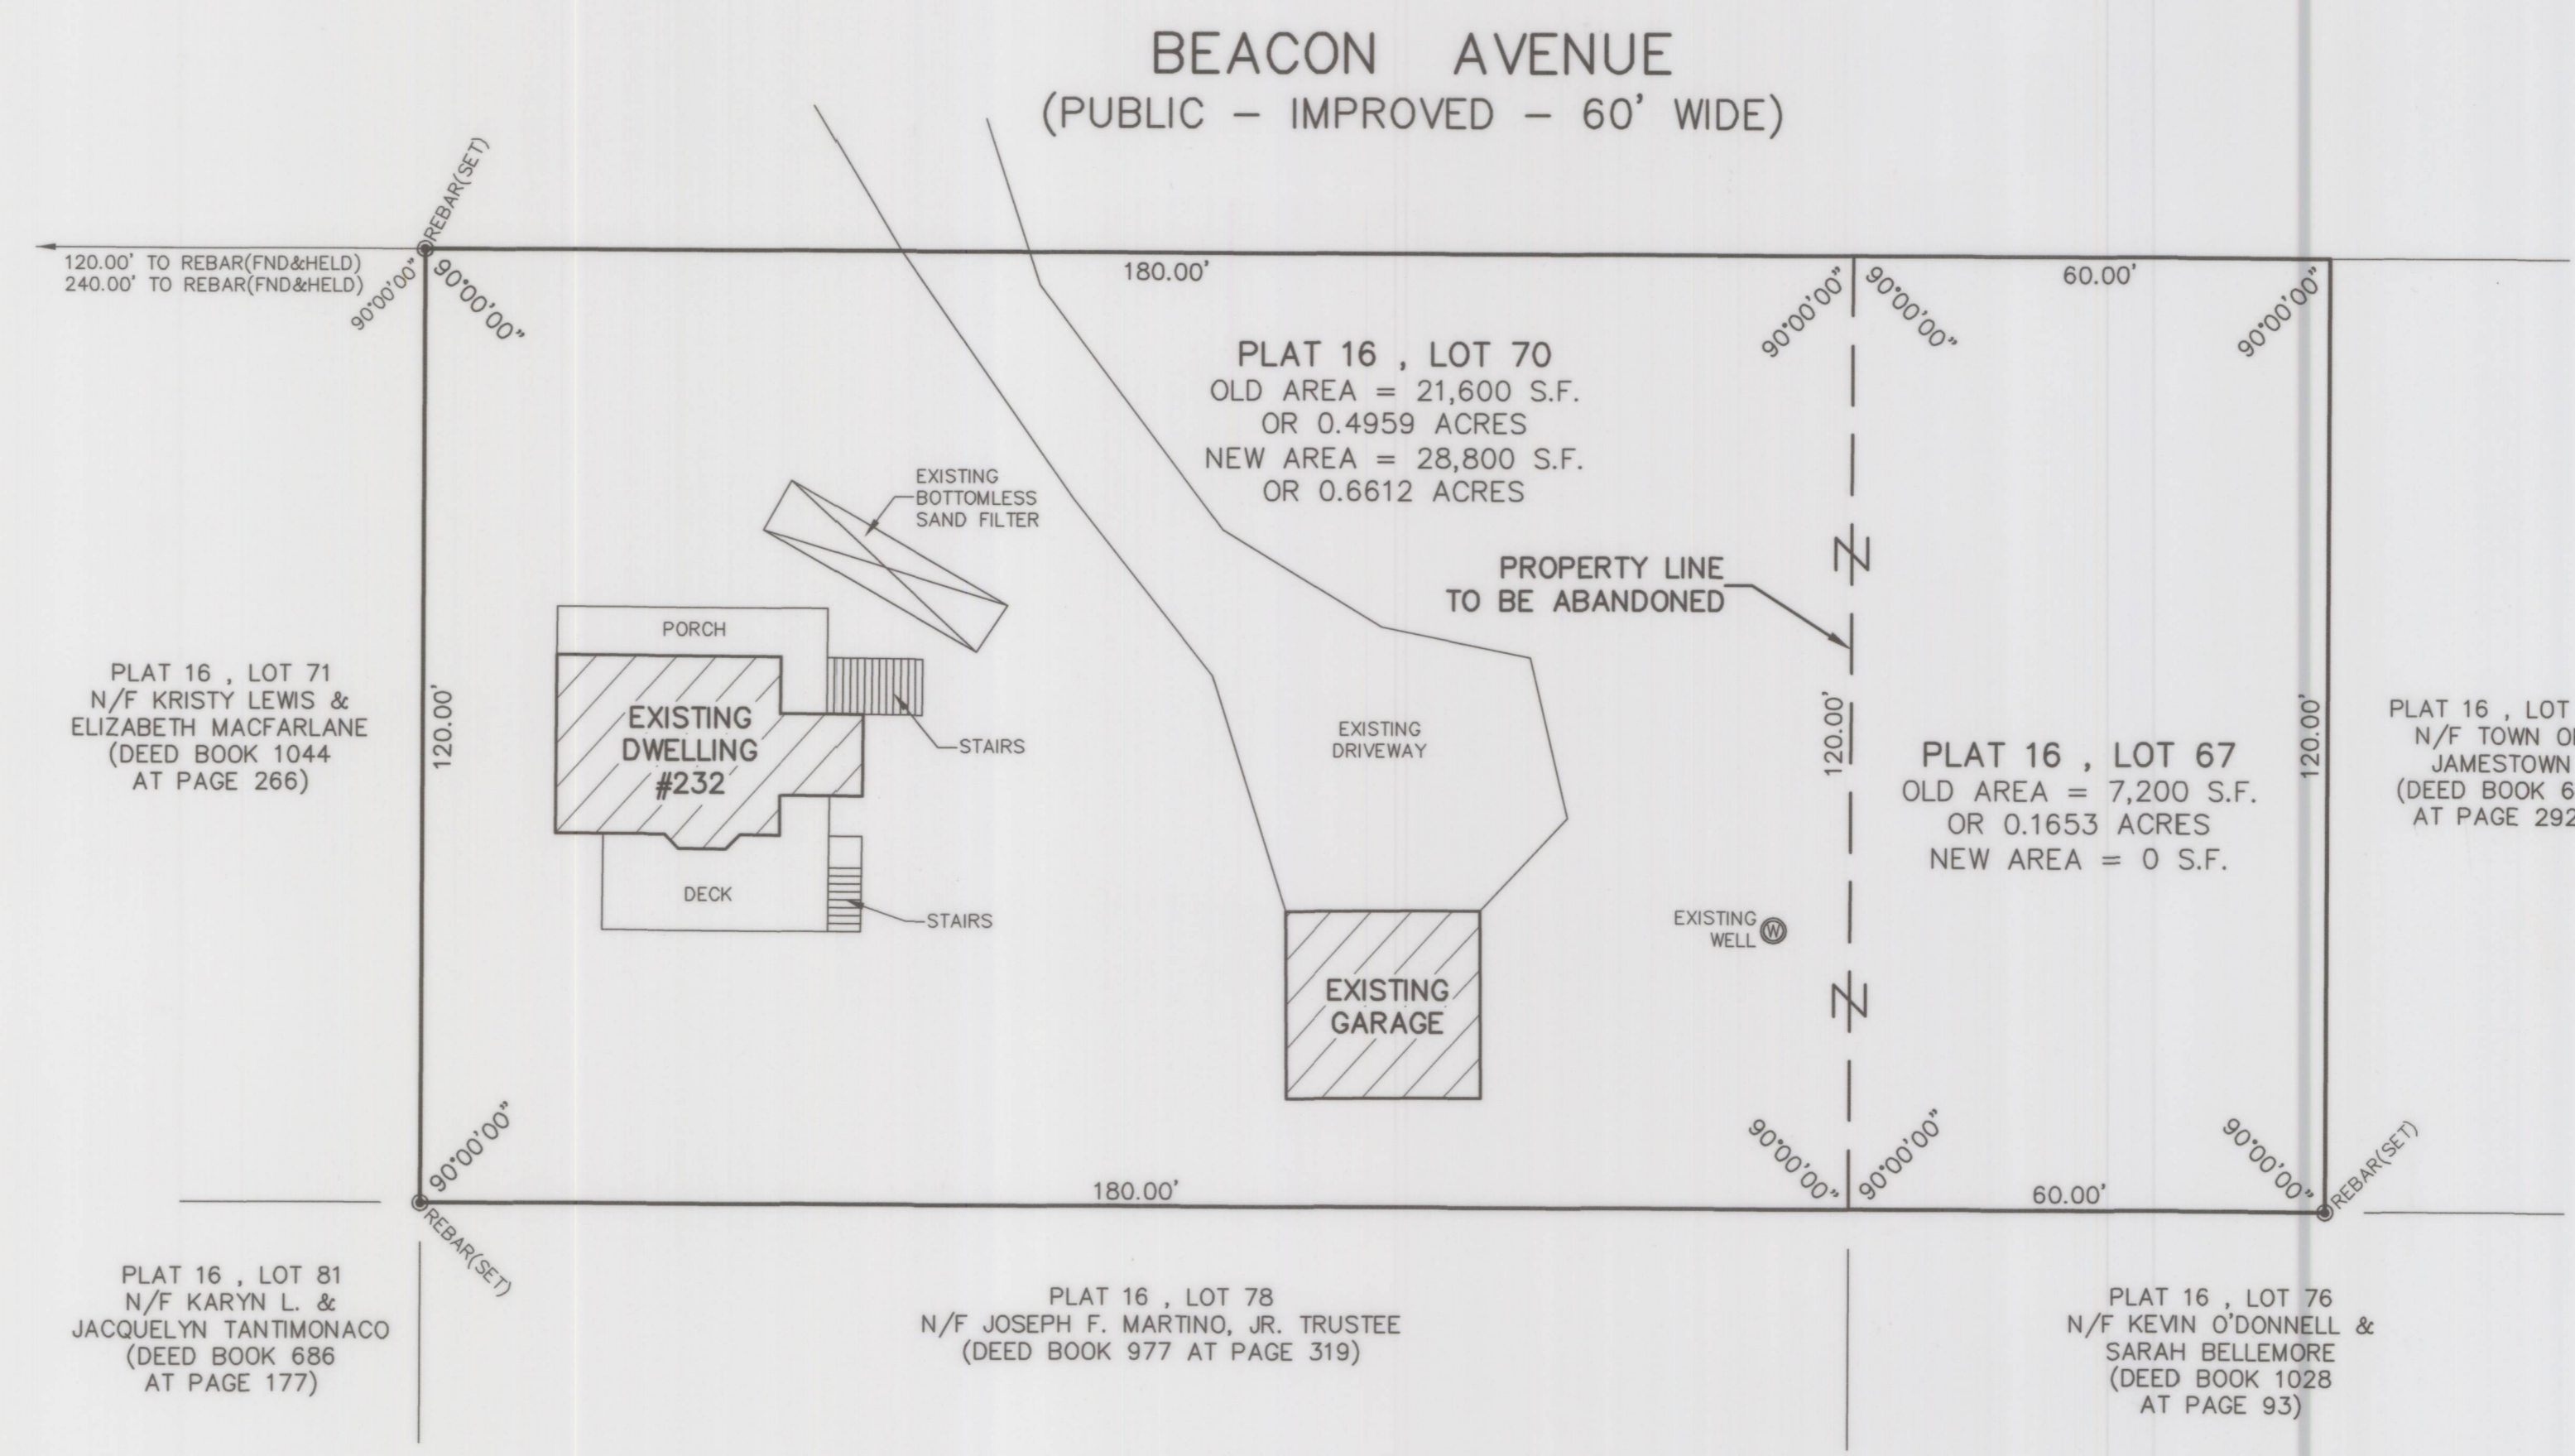 BEACON AVENUE
(PUBLIC - IMPROVED - 60' WIDE)
REBAR(SET)
120.00' TO REBAR(FND&HELD)
240.00' TO REBAR(FND&HELD)
90°00'00"
90°00'00"
180.00'
90°00'00"
90°00'00"
60.00'
90°00'00"
PLAT 16 , LOT 70
OLD AREA = 21,600 S.F.
OR 0.4959 ACRES
NEW AREA = 28,800 S.F.
OR 0.6612 ACRES
EXISTING
BOTTOMLESS
SAND FILTER
PROPERTY LINE
TO BE ABANDONED
PORCH
PLAT 16 , LOT 71
N/F KRISTY LEWIS &
ELIZABETH MACFARLANE
(DEED BOOK 1044
AT PAGE 266)
120.00'
EXISTING
DWELLING
#232
STAIRS
EXISTING
DRIVEWAY
120.00'
PLAT 16 , LOT 67
OLD AREA = 7,200 S.F.
OR 0.1653 ACRES
NEW AREA = 0 S.F.
120.00'
PLAT 16 , LOT
N/F TOWN
JAMESTOWN
(DEED BOOK 6
AT PAGE 292
DECK
STAIRS
EXISTING
WELL
W
EXISTING
GARAGE
90°00'00"
90°00'00"
90°00'00"
90°00'00"
REBAR(SET)
180.00'
60.00'
REBAR(SET)
PLAT 16 , LOT 81
N/F KARYN L. &
JACQUELYN TANTIMONACO
(DEED BOOK 686
AT PAGE 177)
PLAT 16 , LOT 78
N/F JOSEPH F. MARTINO, JR. TRUSTEE
(DEED BOOK 977 AT PAGE 319)
PLAT 16 , LOT 76
N/F KEVIN O'DONNELL &
SARAH BELLEMORE
(DEED BOOK 1028
AT PAGE 93)